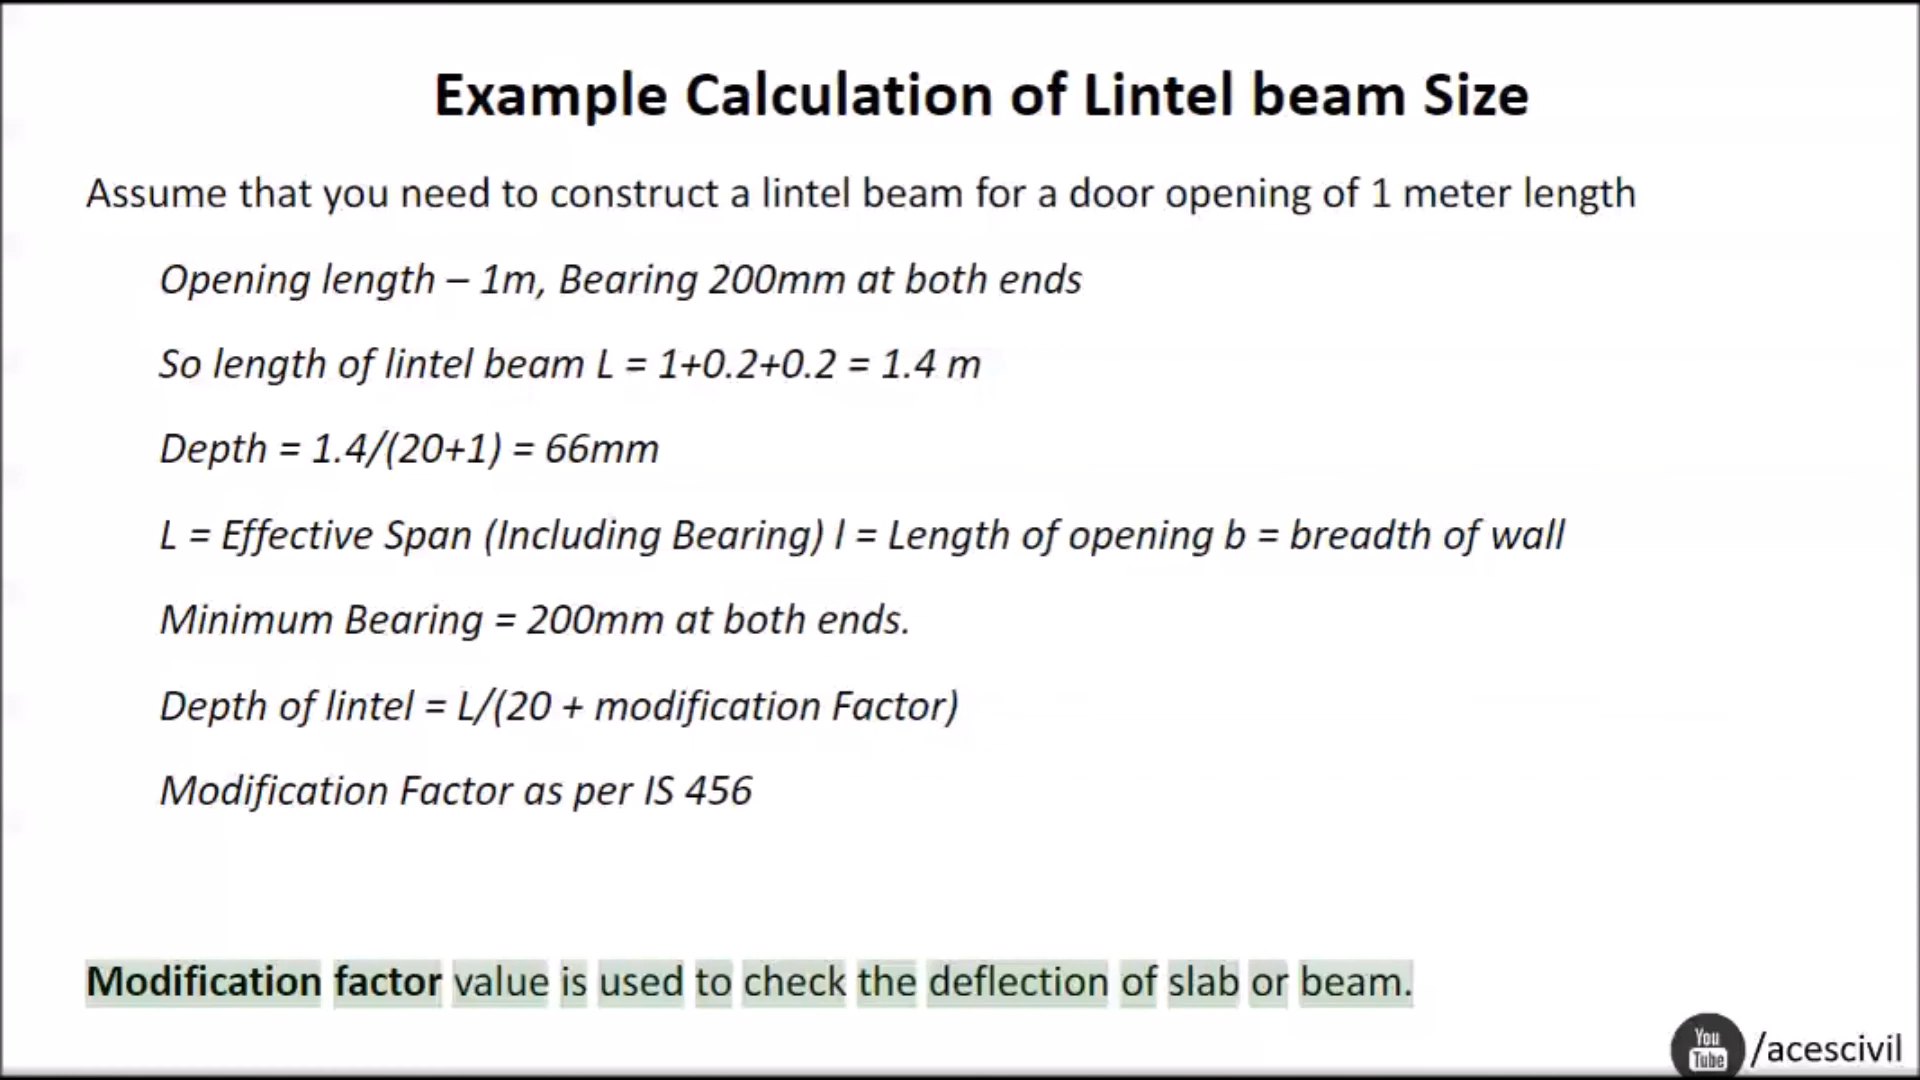 Example Calculation of Lintel beam Size
Assume that you need to construct a lintel beam for a door opening of 1 meter length
Opening length – 1m, Bearing 200mm at both ends
So length of lintel beam L = 1+0.2+0.2 = 1.4 m
Depth = 1.4/(20+1) = 66mm
L = Effective Span (Including Bearing) l = Length of opening b = breadth of wall
Minimum Bearing = 200mm at both ends.
Depth of lintel = L/(20 + modification Factor)
Modification Factor as per IS 456
Modification factor value is used to check the deflection of slab or beam.
You
Tube /acescivil